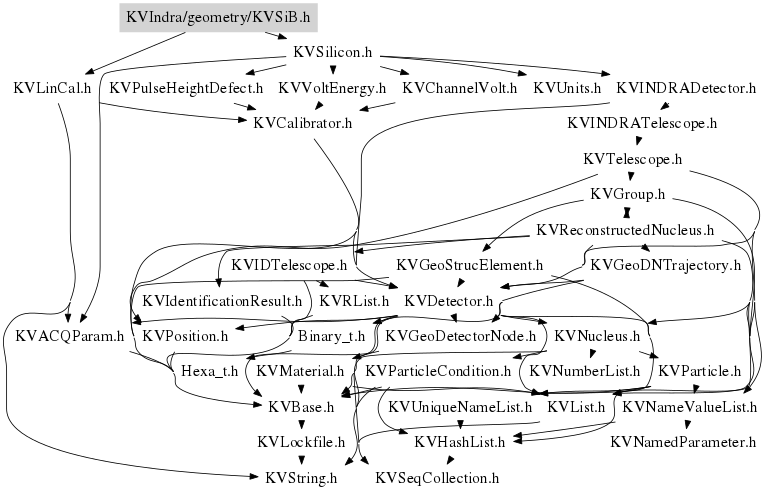 KVIndra/geometry/KVSiB.h
KVSilicon.h
KVLinCal.h KVPulseHeightDefect.h KVVoltEnergy.h KVChannelVolt.h KVUnits.h KVINDRADetector.h
KVCalibrator.h KVINDRATelescope.h
KVTelescope.h
KVGroup.h
KVReconstructedNucleus.h
KVIDTelescope.h KVGeoStrucElement.h KVGeoDNTrajectory.h
KVIdentificationResult.h KVRList.h KVDetector.h
KVACQParam.h KVPosition.h Binary_t.h KVGeoDetectorNode.h KVNucleus.h
Hexa_t.h KVMaterial.h KVParticleCondition.h KVNumberList.h KVParticle.h
KVBase.h KVUniqueNameList.h KVList.h KVNameValueList.h
KVLockfile.h KVHashList.h KVNamedParameter.h
KVString.h KVSeqCollection.h